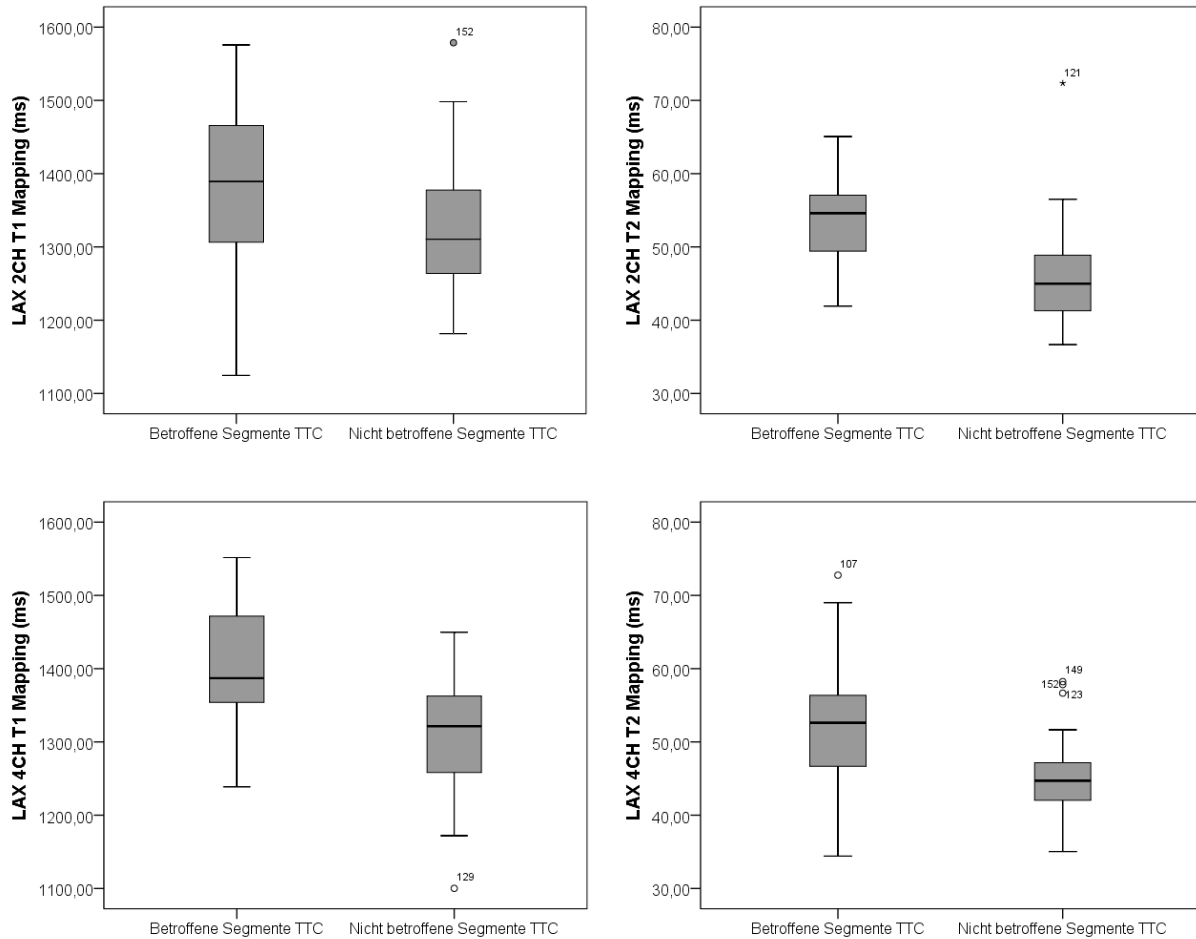 LAX 2CH T1 Mapping (ms)
1600,00
1500,00
1400,00
1300,00
1200,00
1100,00
152
Betroffene Segmente TTC
Nicht betroffene Segmente TTC
LAX 2CH T2 Mapping (ms)
80,00
70,00
60,00
50,00
40,00
30,00
121
Betroffene Segmente TTC
Nicht betroffene Segmente TTC
LAX 4CH T1 Mapping (ms)
1600,00
1500,00
1400,00
1300,00
1200,00
1100,00
129
Betroffene Segmente TTC
Nicht betroffene Segmente TTC
LAX 4CH T2 Mapping (ms)
80,00
70,00
60,00
50,00
40,00
30,00
107
149
152
123
Betroffene Segmente TTC
Nicht betroffene Segmente TTC